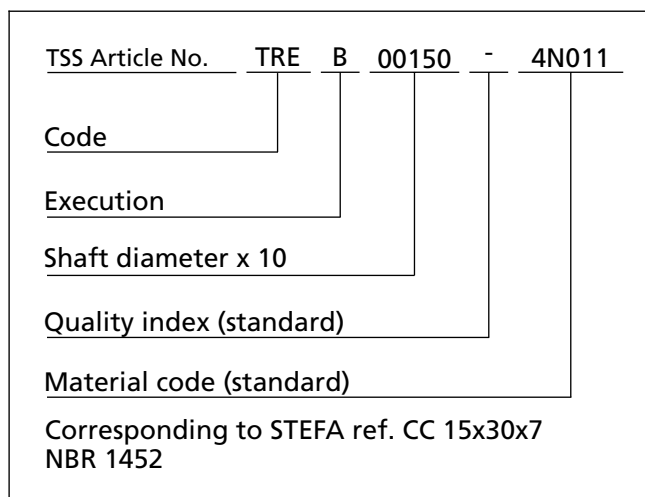 TSS Article No. TRE B 00150 - 4N011
Code
Execution
Shaft diameter x 10
Quality index (standard)
Material code (standard)
Corresponding to STEFA ref. CC 15x30x7
NBR 1452